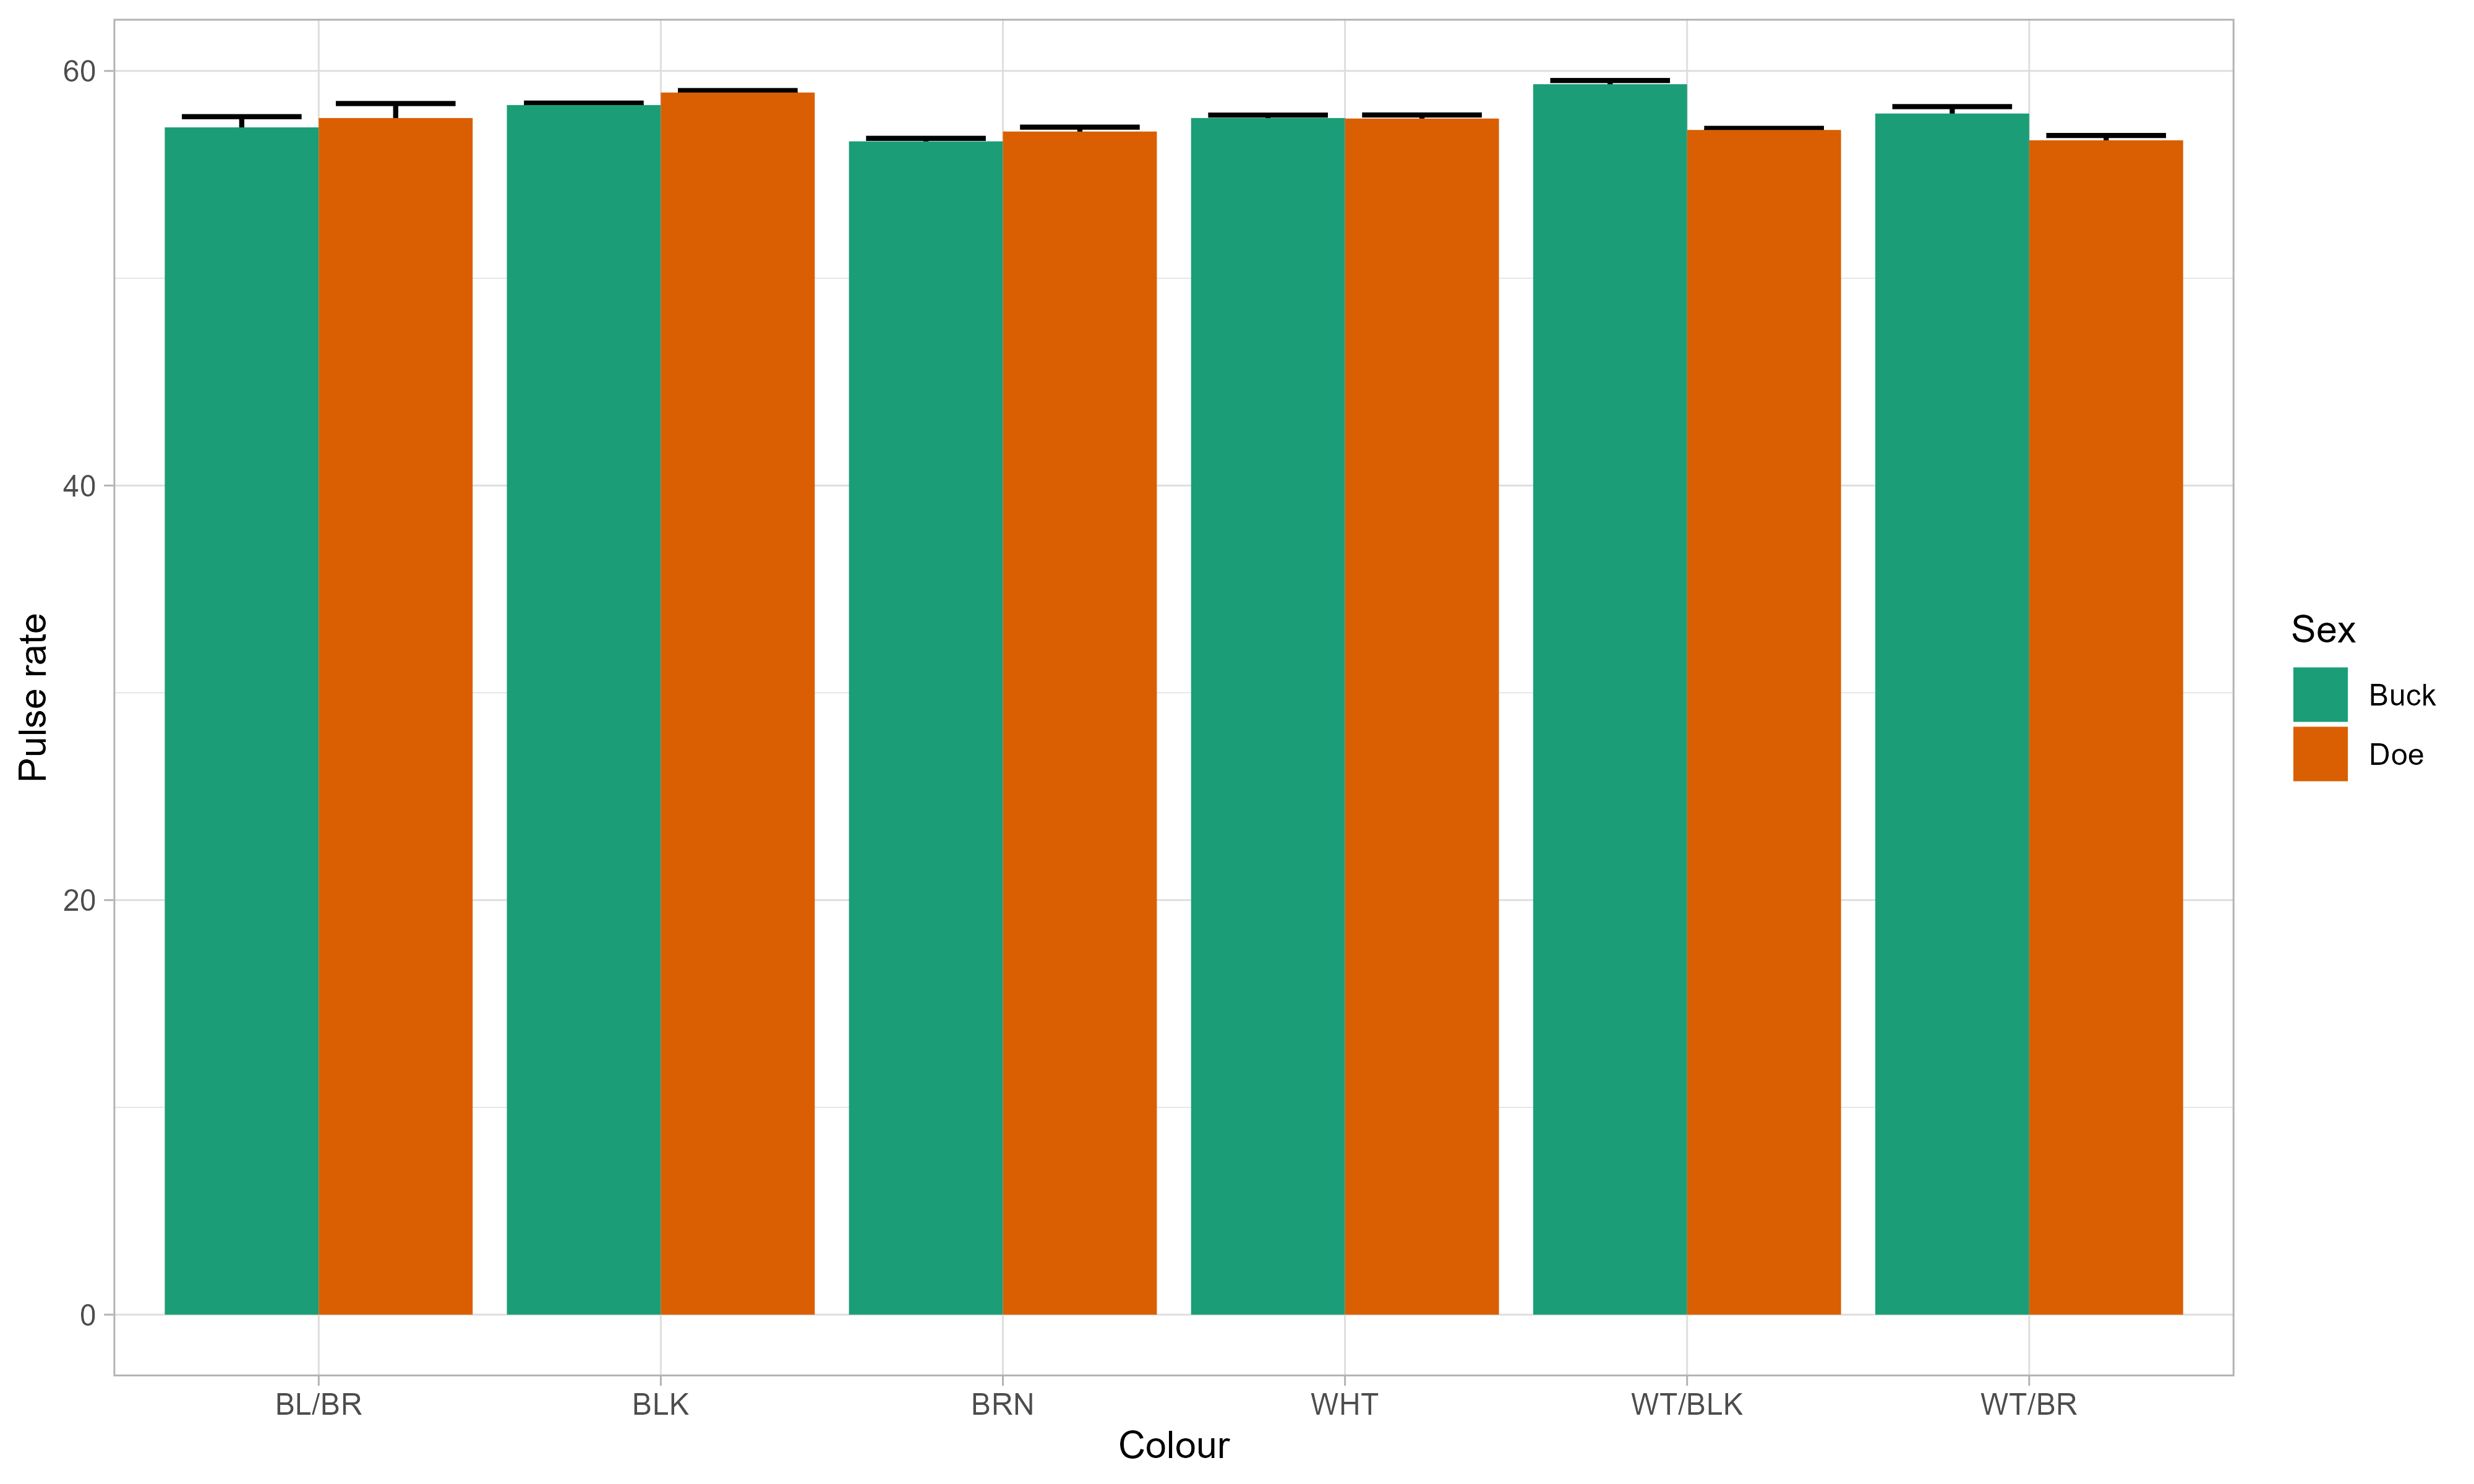 60
40
20
0
Pulse rate
BL/BR
BLK
BRN
WHT
WT/BLK
WT/BR
Colour
Sex
Buck
Doe